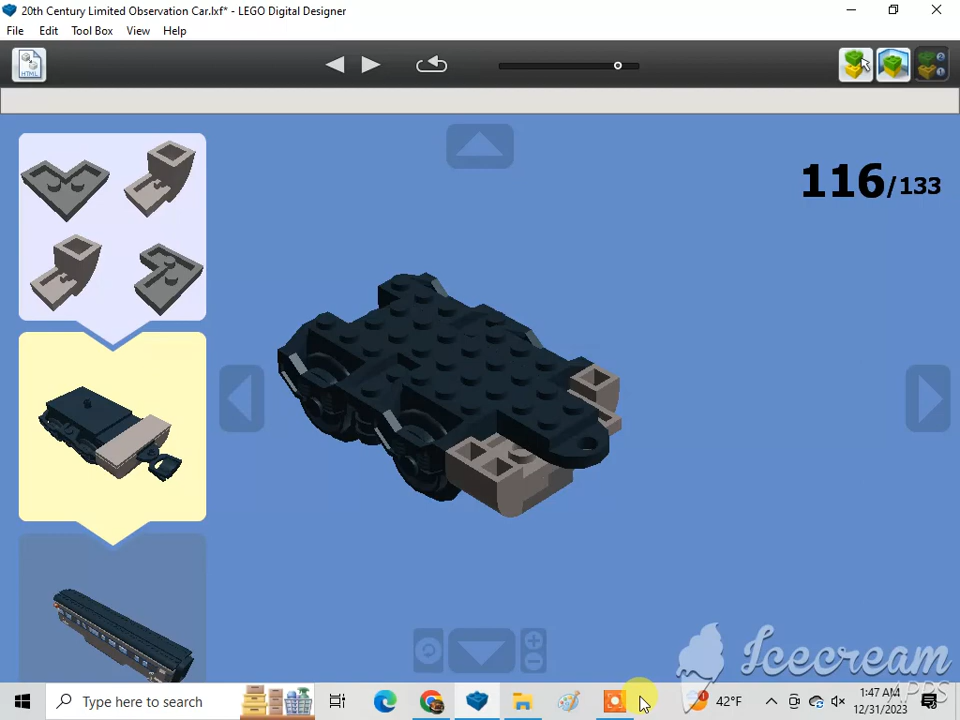 20th Century Limited Observation Car.lxf* - LEGO Digital Designer
File Edit Tool Box View Help
HTML
116/133
Icecream
APPS
Type here to search
42°F
1:47 AM
12/31/2023